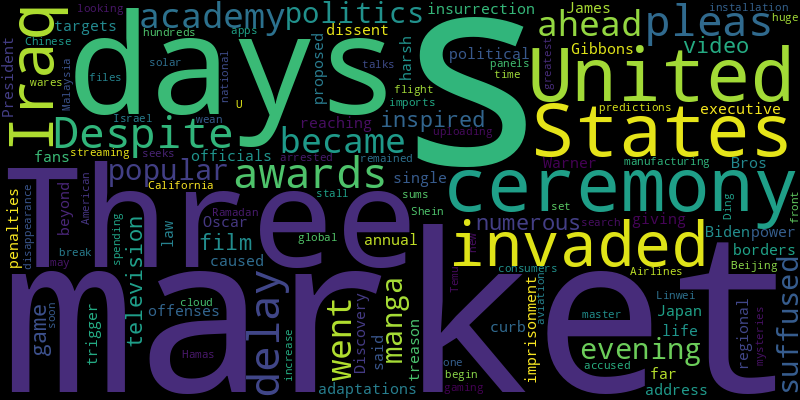 looking
installation
academy
politics
insurrection
James
pleas
huge
targets
hundreds
apps
dissent
ahead
Gibbons
video
President
Chinese
wares
Iraq
days
S
United
Malaysia
files
solar
national
proposed
talks
harsh
political
panels
time
greatest
flight
imports
U
Israel
wean
Despite
became
inspired
reaching
uploading
States
predictions
executive
fans
streaming
officials
arrested
remained
single
Warner
manufacturing
Bros
popular
awards
California
stall
sums
ceremony
Three
penalties
disappearance
beyond
American
Ramadan
seeks
Shein
set
search
giving
Ding
front
law
Oscar
film
global
annual
numerous
Biden
power
break
may
spending
television
caused
invaded
new
borders
Temu
consumers
Airlines
Beijing
market
game
soon
trigger
cloud
offenses
delay
went
Discovery
manga
curb
aviation
imprisonment
Linwei
master
Japan
life
regional
mysteries
suffused
Hamas
increase
said
treason
one
begin
gaming
accused
evening
far
adaptations
address